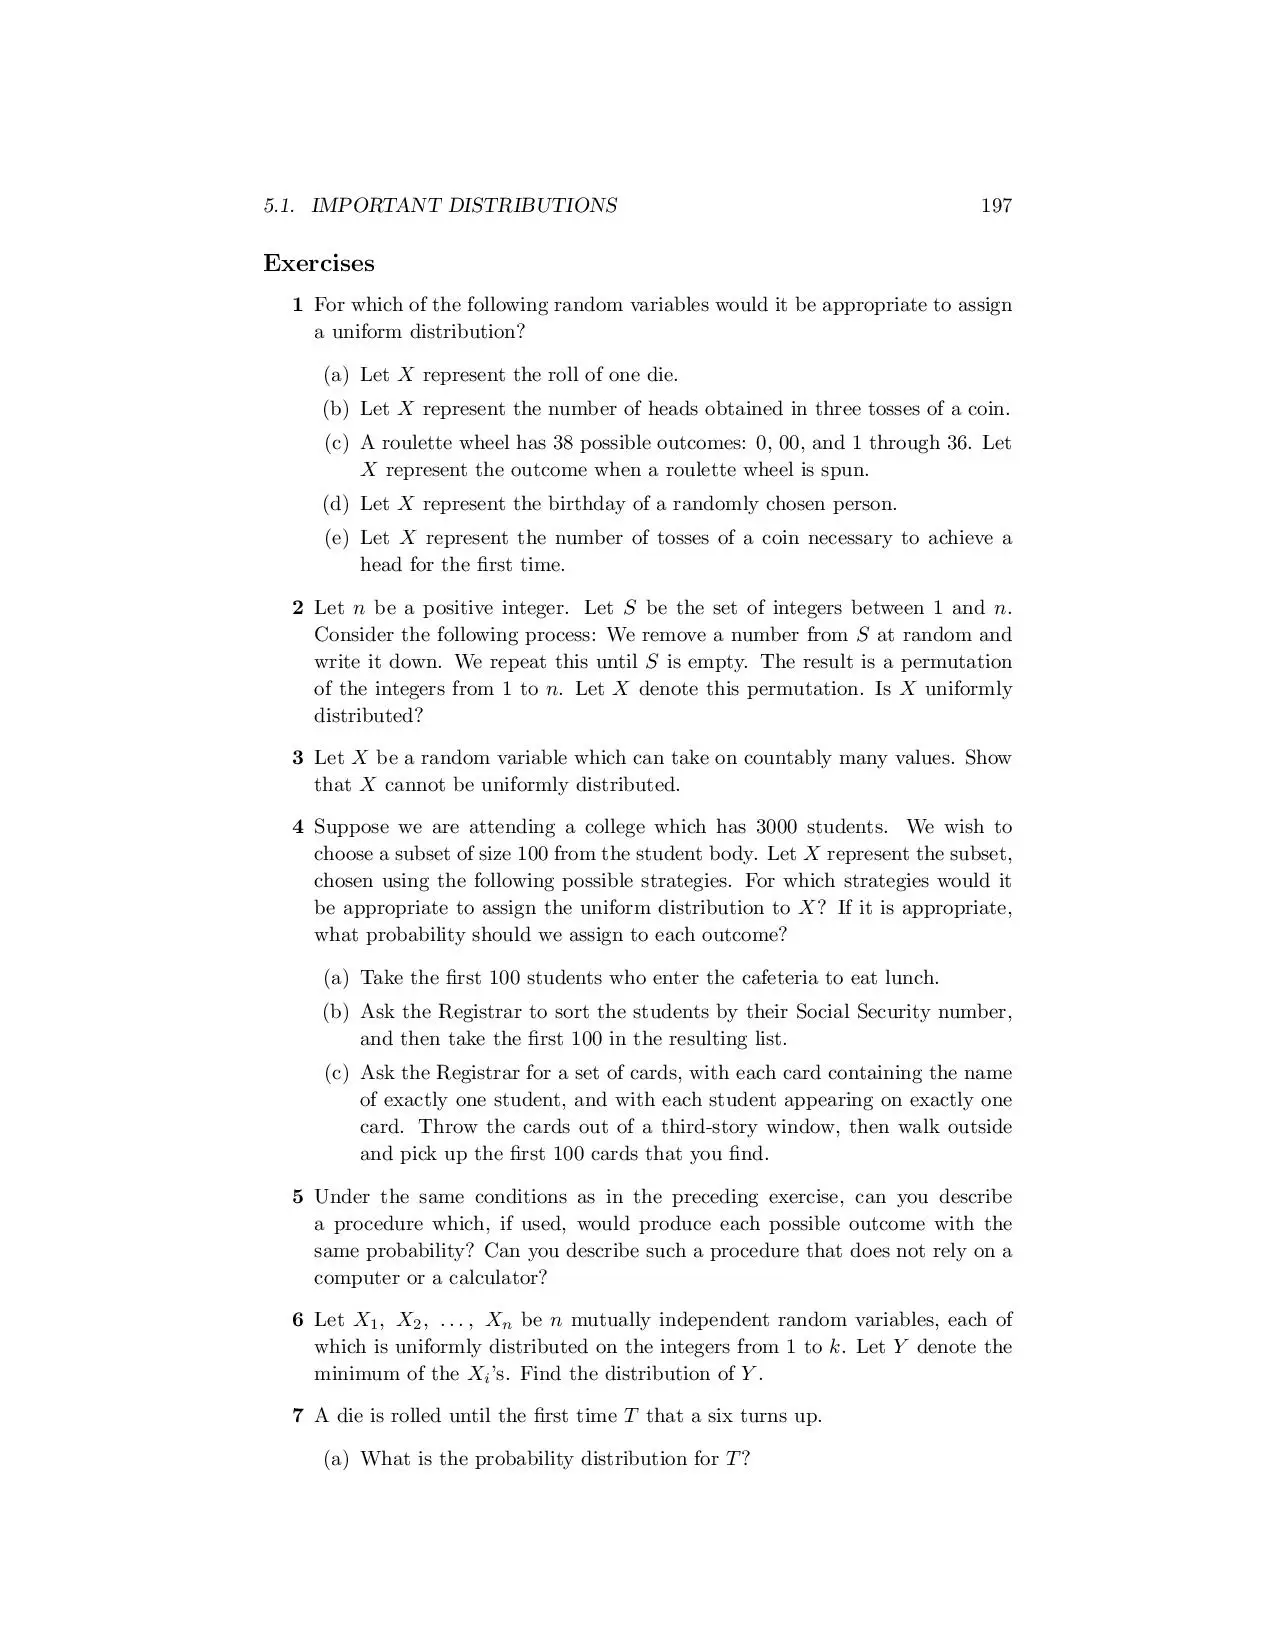 5.1. IMPORTANT DISTRIBUTIONS 197
Exercises
1 For which of the following random variables would it be appropriate to assign
a uniform distribution?
(a) Let X represent the roll of one die.
(b) Let X represent the number of heads obtained in three tosses of a coin.
(c) A roulette wheel has 38 possible outcomes: 0, 00, and 1 through 36. Let
X represent the outcome when a roulette wheel is spun.
(d) Let X represent the birthday of a randomly chosen person.
(e) Let X represent the number of tosses of a coin necessary to achieve a
head for the first time.
2 Let n be a positive integer. Let S be the set of integers between 1 and n.
Consider the following process: We remove a number from S at random and
write it down. We repeat this until S is empty. The result is a permutation
of the integers from 1 to n. Let X denote this permutation. Is X uniformly
distributed?
3 Let X be a random variable which can take on countably many values. Show
that X cannot be uniformly distributed.
4 Suppose we are attending a college which has 3000 students. We wish to
choose a subset of size 100 from the student body. Let X represent the subset,
chosen using the following possible strategies. For which strategies would it
be appropriate to assign the uniform distribution to X? If it is appropriate,
what probability should we assign to each outcome?
(a) Take the first 100 students who enter the cafeteria to eat lunch.
(b) Ask the Registrar to sort the students by their Social Security number,
and then take the first 100 in the resulting list.
(c) Ask the Registrar for a set of cards, with each card containing the name
of exactly one student, and with each student appearing on exactly one
card. Throw the cards out of a third-story window, then walk outside
and pick up the first 100 cards that you find.
5 Under the same conditions as in the preceding exercise, can you describe
a procedure which, if used, would produce each possible outcome with the
same probability? Can you describe such a procedure that does not rely on a
computer or a calculator?
6 Let X₁, X₂, ..., Xₙ be n mutually independent random variables, each of
which is uniformly distributed on the integers from 1 to k. Let Y denote the
minimum of the Xᵢ's. Find the distribution of Y.
7 A die is rolled until the first time T that a six turns up.
(a) What is the probability distribution for T?